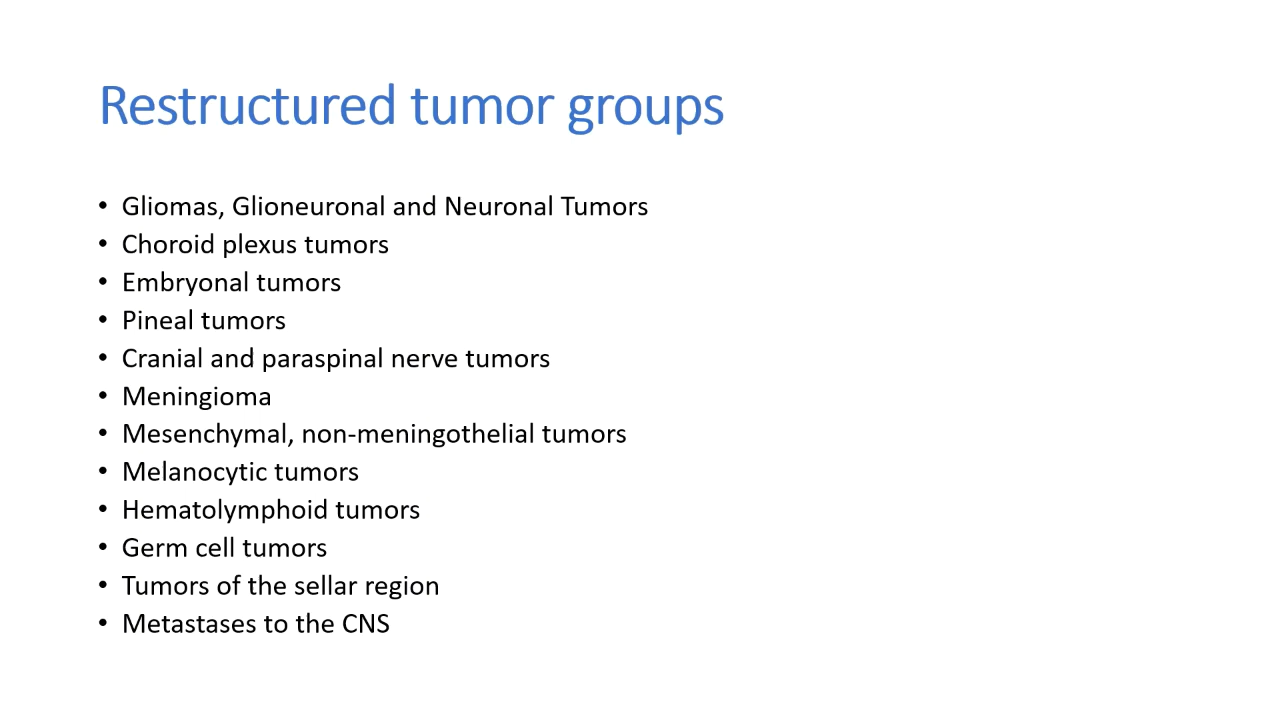 Restructured tumor groups
• Gliomas, Glioneuronal and Neuronal Tumors
• Choroid plexus tumors
• Embryonal tumors
• Pineal tumors
• Cranial and paraspinal nerve tumors
• Meningioma
• Mesenchymal, non-meningothelial tumors
• Melanocytic tumors
• Hematolymphoid tumors
• Germ cell tumors
• Tumors of the sellar region
• Metastases to the CNS